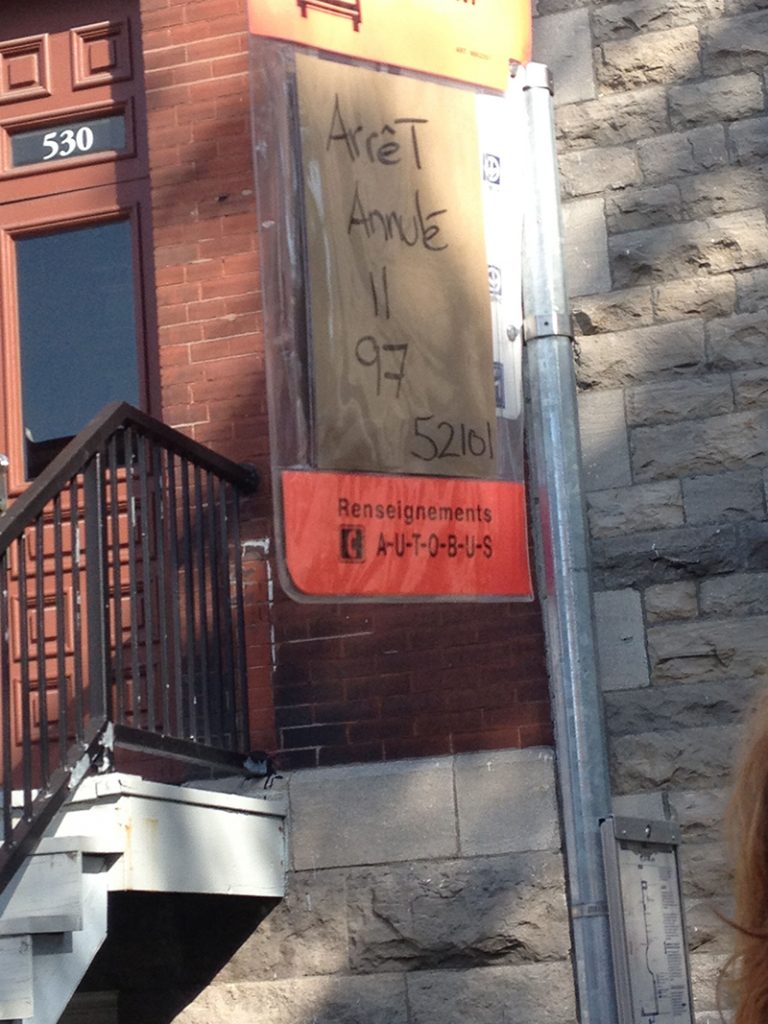 530
Arrêt
Annulé
11
97
52101
Renseignements
A-U-T-O-B-U-S